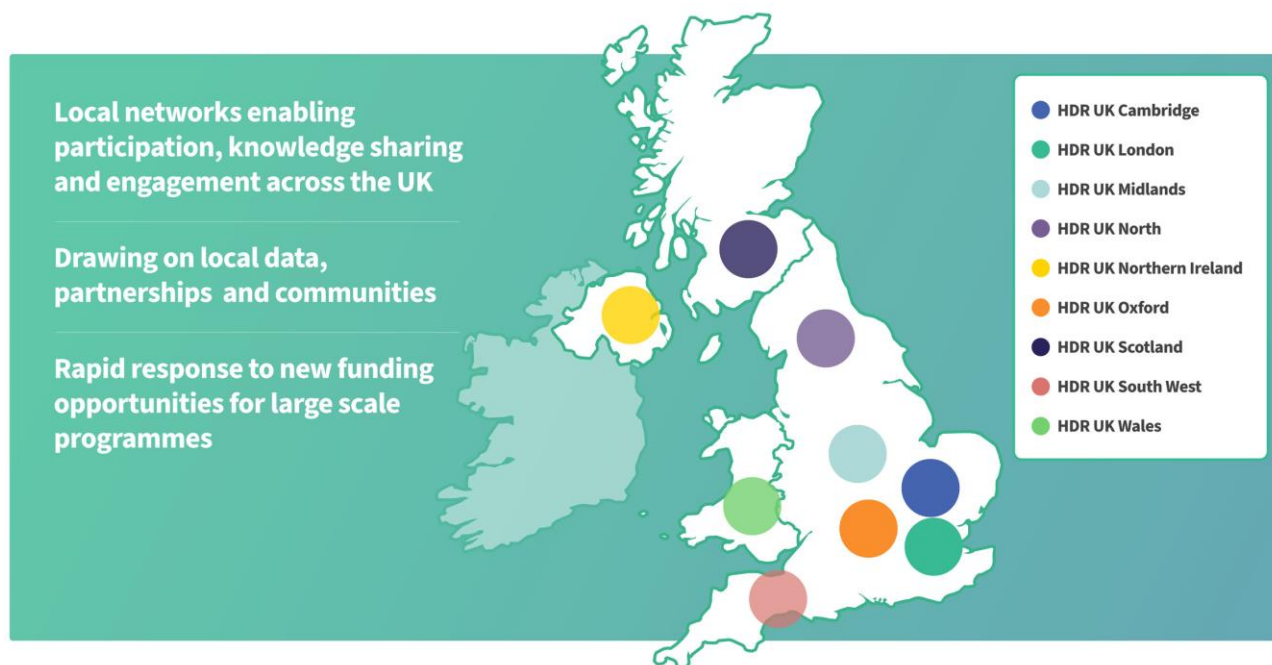 Local networks enabling
participation, knowledge sharing
and engagement across the UK
Drawing on local data,
partnerships and communities
Rapid response to new funding
opportunities for large scale
programmes
HDR UK Cambridge
HDR UK London
HDR UK Midlands
HDR UK North
HDR UK Northern Ireland
HDR UK Oxford
HDR UK Scotland
HDR UK South West
HDR UK Wales